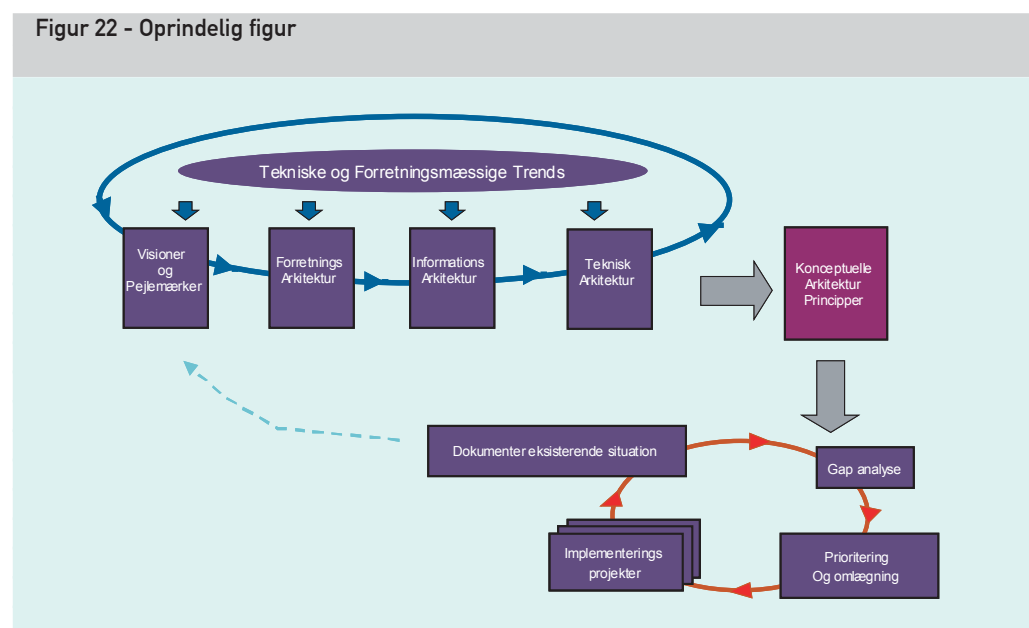 Figur 22 - Oprindelig figur
Tekniske og Forretningsmæssige Trends
Visioner
og
Pejlemærker
Forretnings
Arkitektur
Informations
Arkitektur
Teknisk
Arkitektur
Konceptuelle
Arkitektur
Principper
Dokumenter eksisterende situation
Gap analyse
Implementerings
projekter
Prioritering
Og omlægning